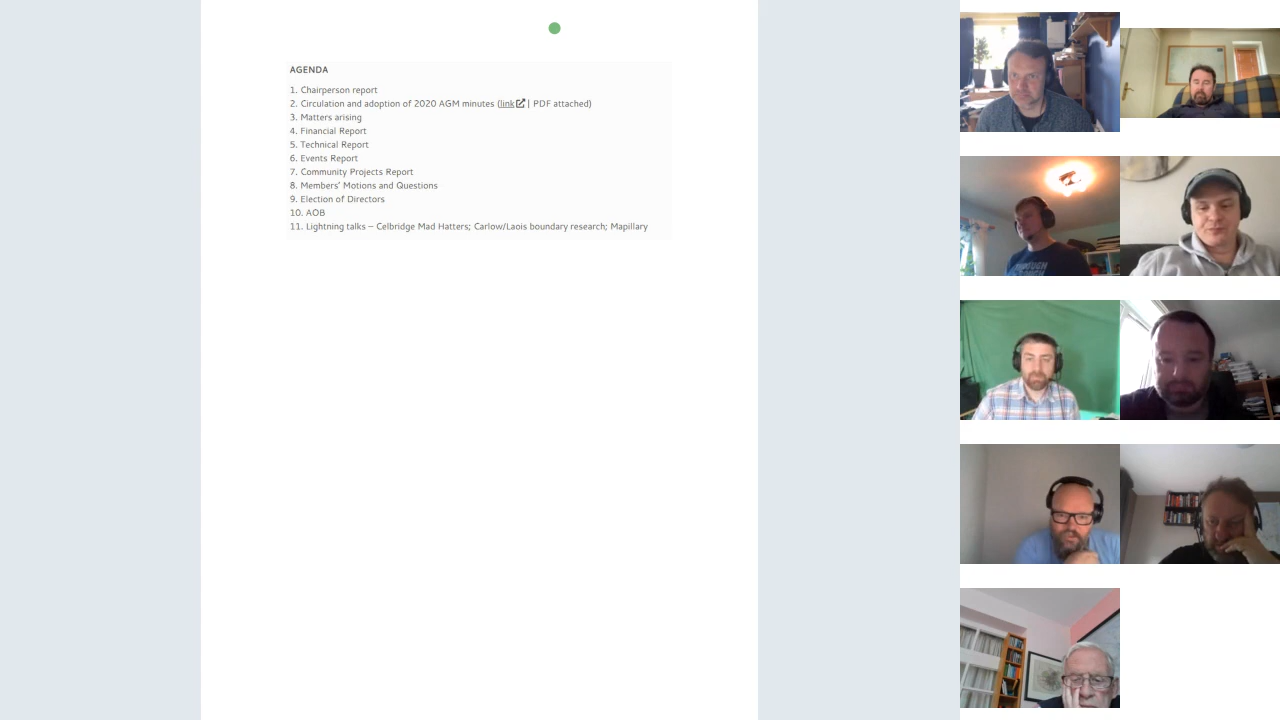 AGENDA
1. Chairperson report
2. Circulation and adoption of 2020 AGM minutes (link | PDF attached)
3. Matters arising
4. Financial Report
5. Technical Report
6. Events Report
7. Community Projects Report
8. Members' Motions and Questions
9. Election of Directors
10. AOB
11. Lightning talks – Celbridge Mad Hatters; Carlow/Laois boundary research; Mapillary
THROUGH